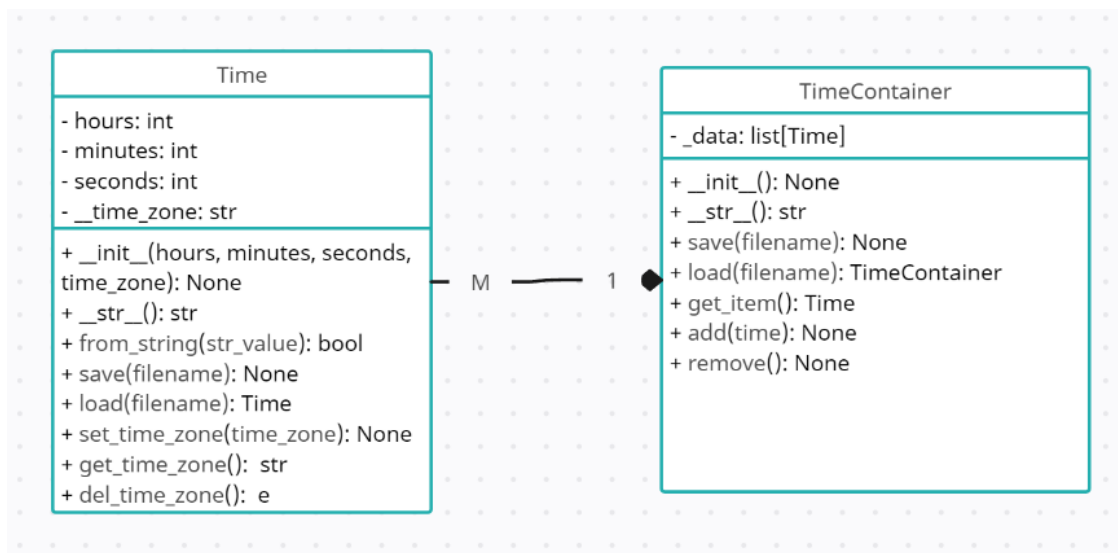 Time
- hours: int
- minutes: int
- seconds: int
- __time_zone: str
+ __init__(hours, minutes, seconds,
time_zone): None
+ __str__(): str
+ from_string(str_value): bool
+ save(filename): None
+ load(filename): Time
+ set_time_zone(time_zone): None
+ get_time_zone(): str
+ del_time_zone(): e
M
1
TimeContainer
- _data: list[Time]
+ __init__(): None
+ __str__(): str
+ save(filename): None
+ load(filename): TimeContainer
+ get_item(): Time
+ add(time): None
+ remove(): None